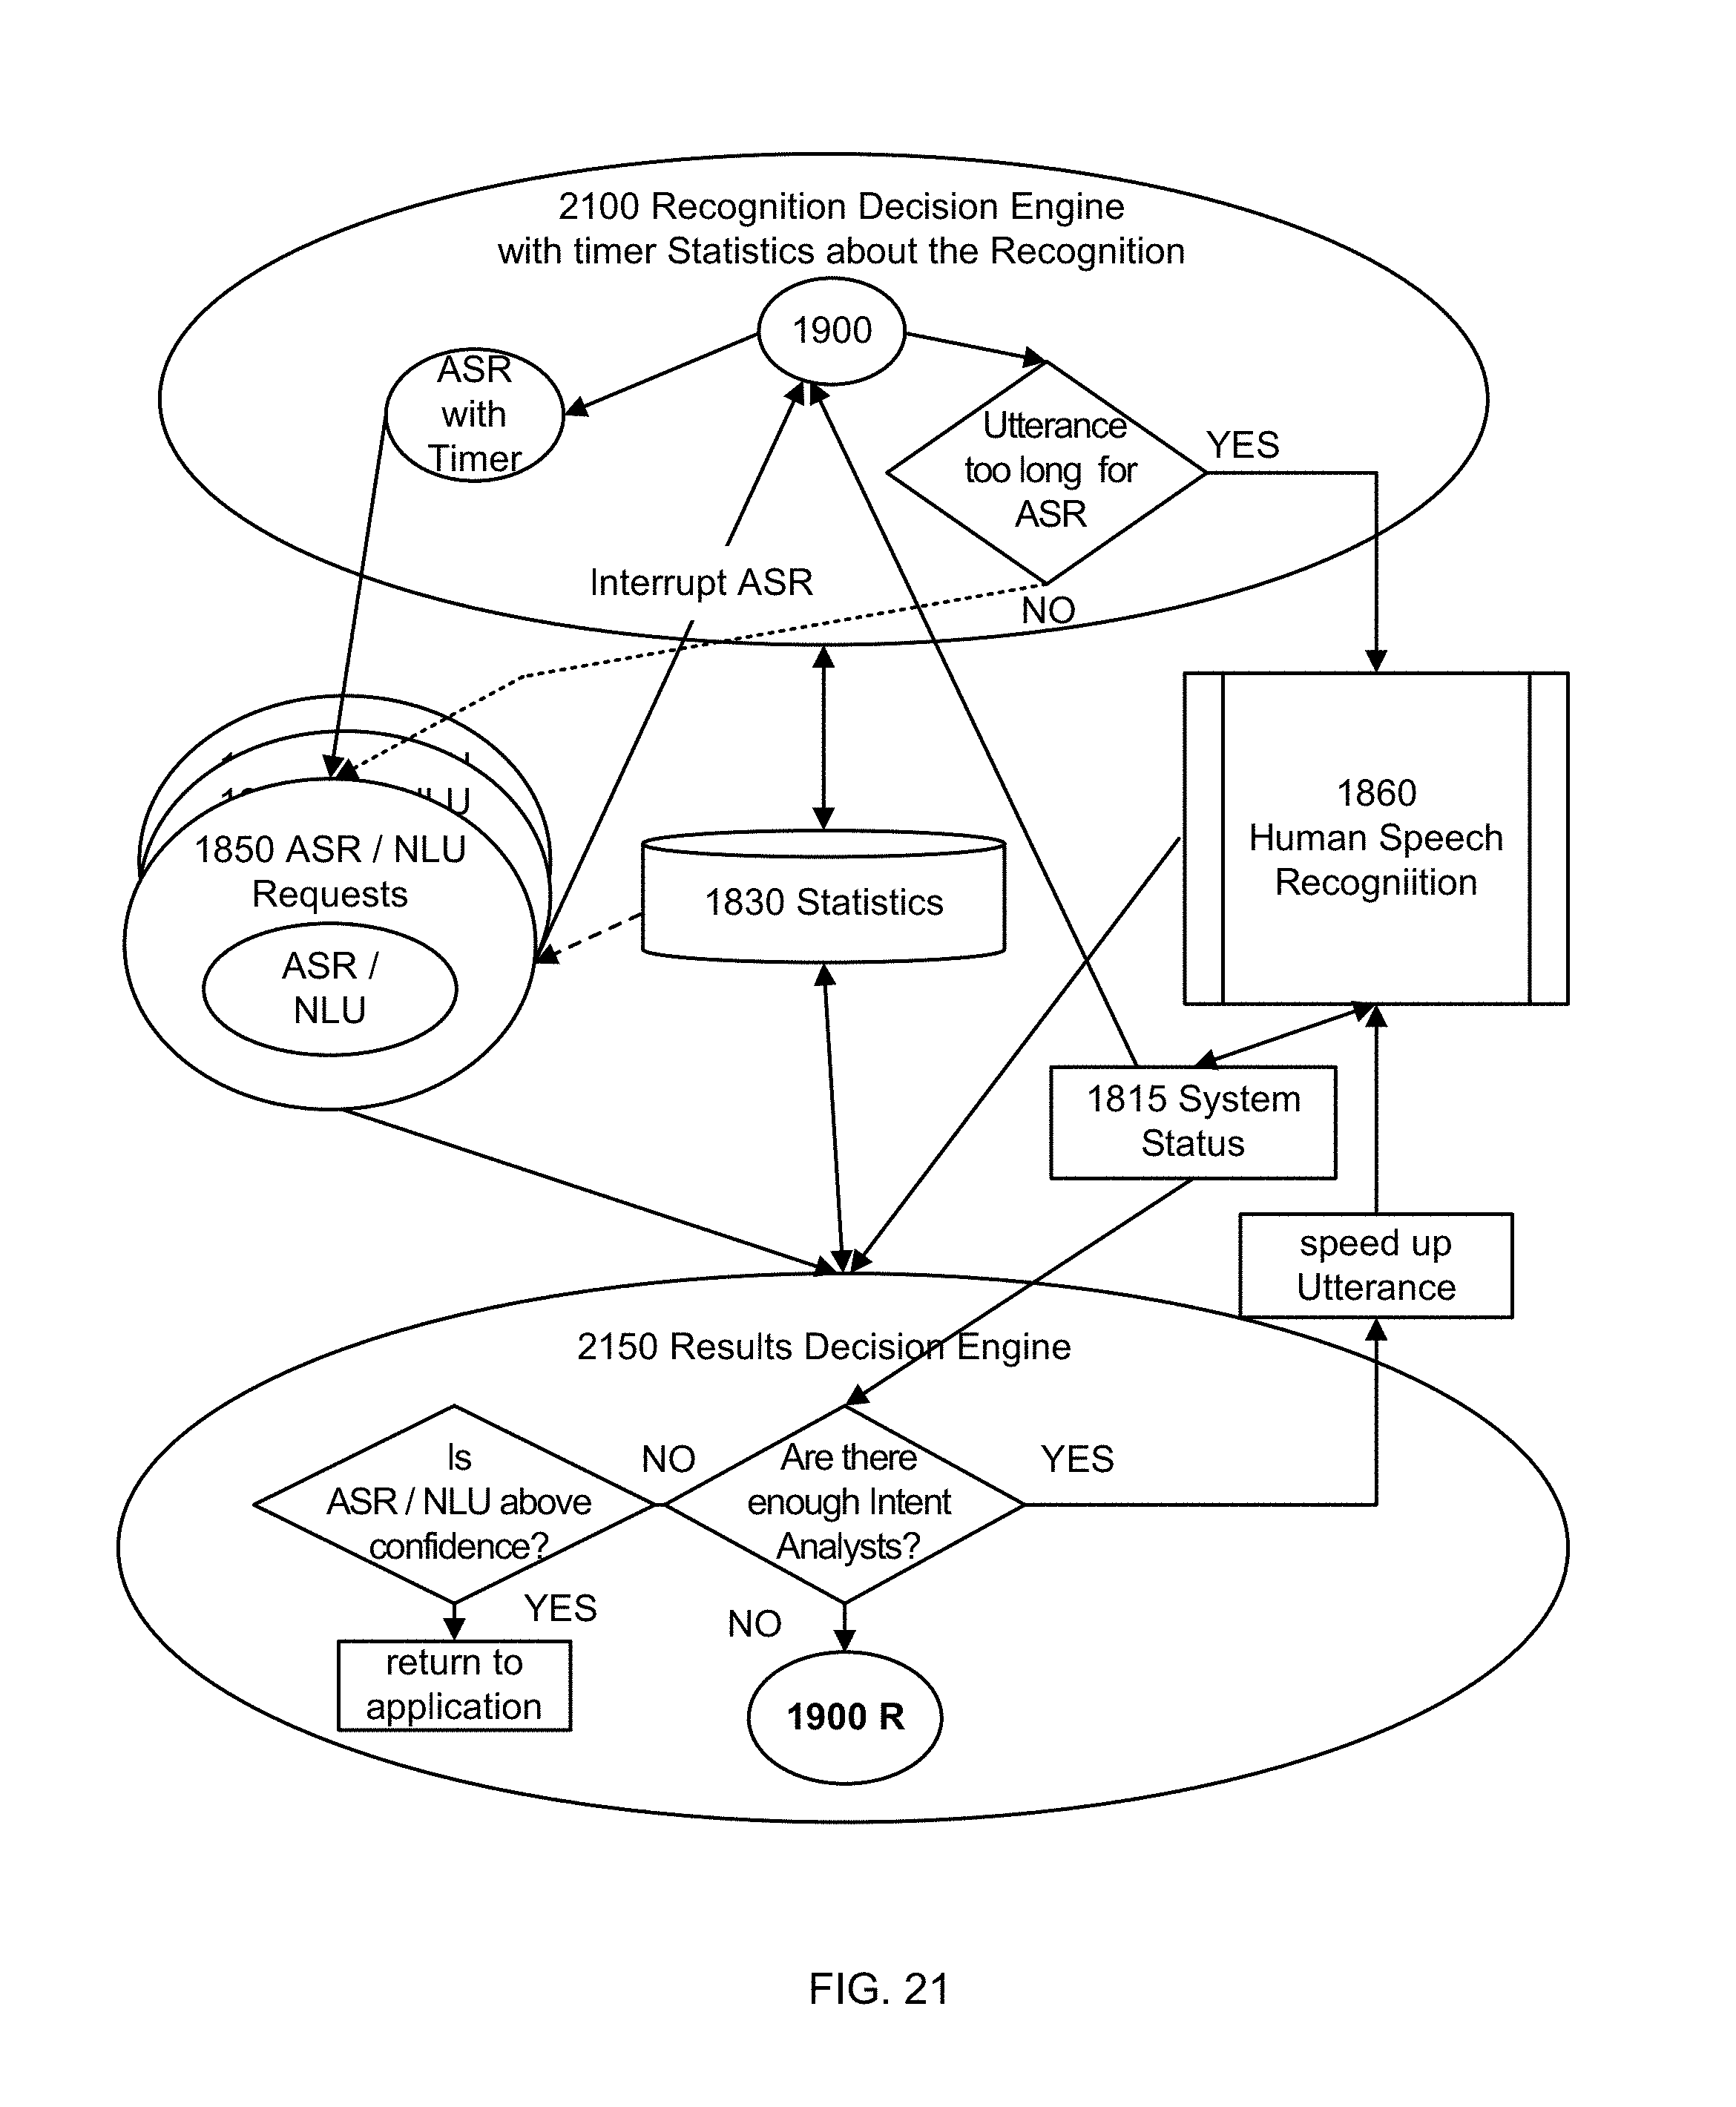 2100 Recognition Decision Engine
with timer Statistics about the Recognition
1900
ASR
with
Timer
Utterance
too long for
ASR
YES
Interrupt ASR
NO
1850 ASR / NLU
Requests
ASR /
NLU
1830 Statistics
1860
Human Speech
Recogniition
1815 System
Status
speed up
Utterance
2150 Results Decision Engine
Is
ASR / NLU above
confidence?
NO
Are there
enough Intent
Analysts?
YES
YES
NO
return to
application
1900 R
FIG. 21